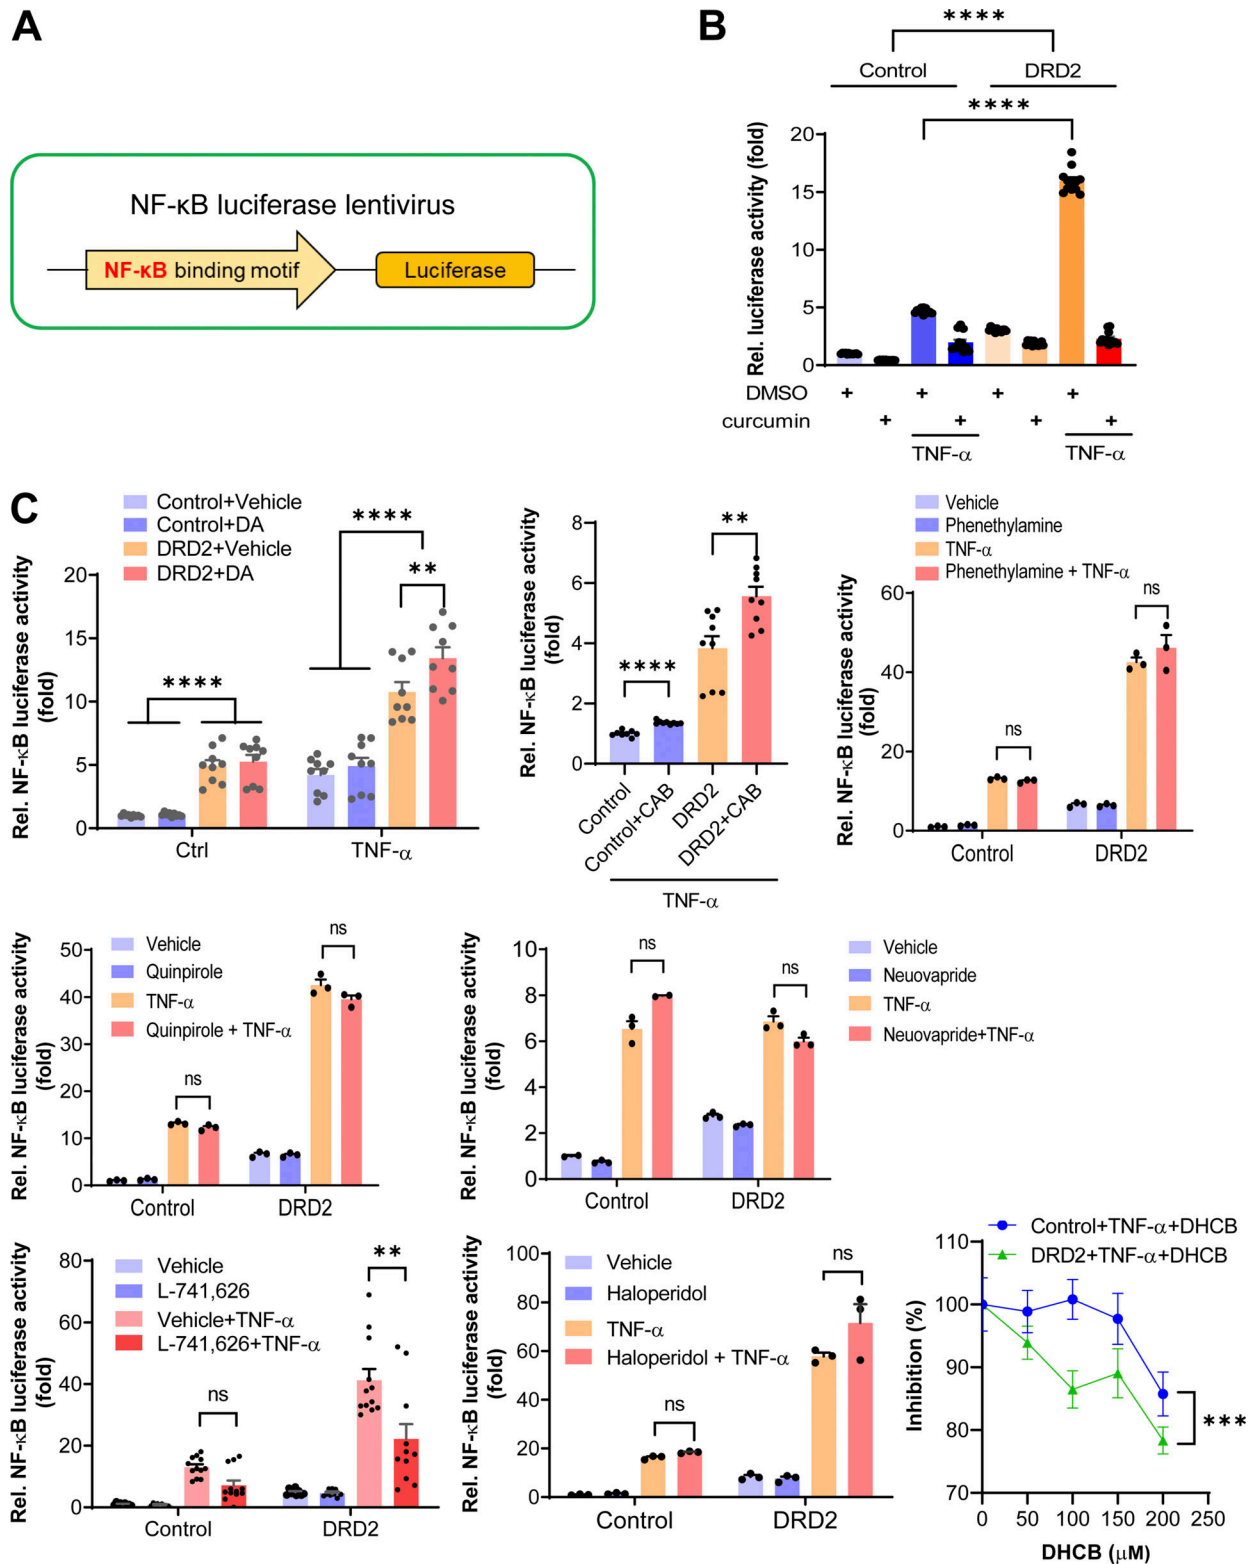 A
NF-κB luciferase lentivirus
NF-κB binding motif
Luciferase
B
****
Control
DRD2
****
Rel. luciferase activity (fold)
20
15
10
5
0
DMSO
+
+
+
+
curcumin
+
+
+
+
TNF-α
TNF-α
C
Control+Vehicle
Control+DA
DRD2+Vehicle
DRD2+DA
Rel. NF-κB luciferase activity
(fold)
20
15
10
5
0
****
****
**
Ctrl
TNF-α
Rel. NF-κB luciferase activity
(fold)
8
6
4
2
0
****
**
Control
Control+CAB
DRD2
DRD2+CAB
TNF-α
Vehicle
Phenethylamine
TNF-α
Phenethylamine + TNF-α
Rel. NF-κB luciferase activity
(fold)
60
40
20
0
ns
ns
Control
DRD2
Rel. NF-κB luciferase activity
(fold)
50
40
30
20
10
0
Vehicle
Quinpirole
TNF-α
Quinpirole + TNF-α
ns
ns
Control
DRD2
Rel. NF-κB luciferase activity
(fold)
10
8
6
4
2
0
ns
ns
Control
DRD2
Vehicle
Neuovapride
TNF-α
Neuovapride+TNF-α
Rel. NF-κB luciferase activity
(fold)
80
60
40
20
0
Vehicle
L-741,626
Vehicle+TNF-α
L-741,626+TNF-α
ns
**
Control
DRD2
Rel. NF-κB luciferase activity
(fold)
100
80
60
40
20
0
Vehicle
Haloperidol
TNF-α
Haloperidol + TNF-α
ns
ns
Control
DRD2
Control+TNF-α+DHCB
DRD2+TNF-α+DHCB
Inhibition (%)
110
100
90
80
70
***
0
50
100
150
200
250
DHCB (μM)